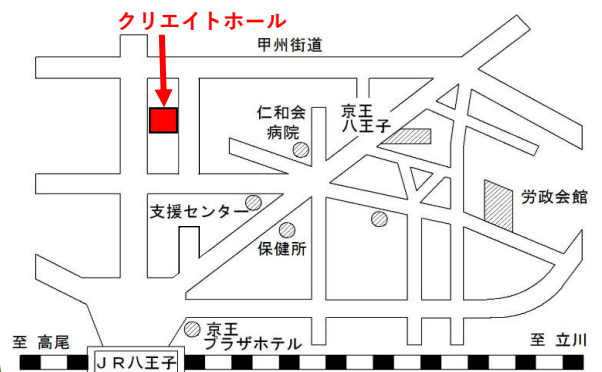 クリエイトホール
甲州街道
仁和会
病院
京王
八王子
支援センター
労政会館
保健所
至 高尾
京王
プラザホテル
至 立川
JR八王子